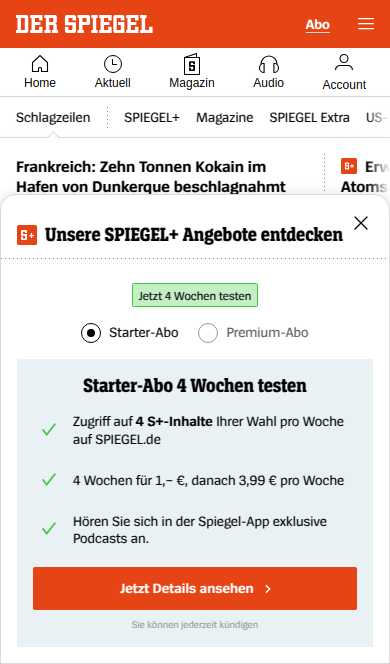 DER SPIEGEL
Abo
Home
Aktuell
Magazin
Audio
Account
Schlagzeilen
SPIEGEL+
Magazine
SPIEGEL Extra
US-
Frankreich: Zehn Tonnen Kokain im
Hafen von Dunkerque beschlagnahmt
S+ Erw
Atoms
S+ Unsere SPIEGEL+ Angebote entdecken
Jetzt 4 Wochen testen
Starter-Abo
Premium-Abo
Starter-Abo 4 Wochen testen
Zugriff auf 4 S+-Inhalte Ihrer Wahl pro Woche
auf SPIEGEL.de
4 Wochen für 1,– €, danach 3,99 € pro Woche
Hören Sie sich in der Spiegel-App exklusive
Podcasts an.
Jetzt Details ansehen
Sie können jederzeit kündigen